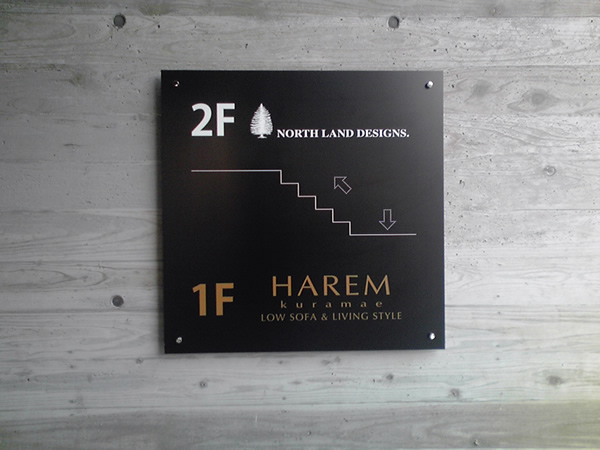 2F NORTH LAND DESIGNS.
1F HAREM
kuramae
LOW SOFA & LIVING STYLE